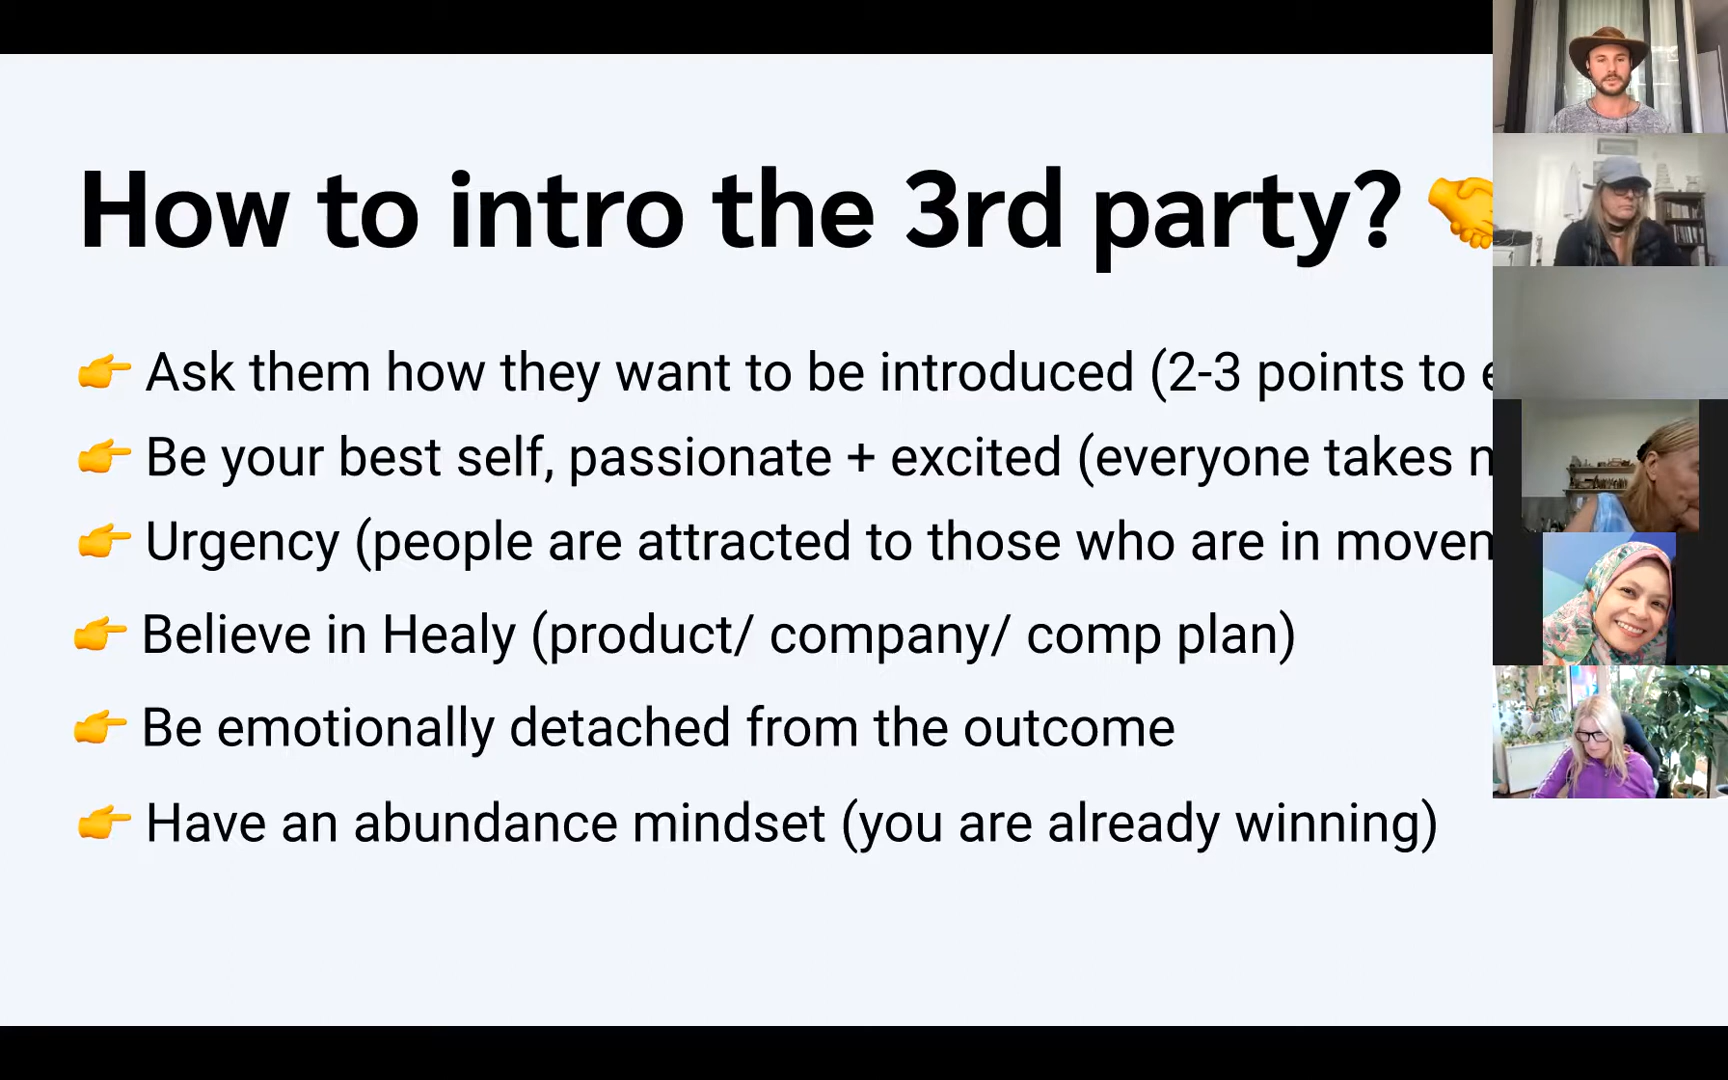 How to intro the 3rd party?
Ask them how they want to be introduced (2-3 points to
Be your best self, passionate + excited (everyone takes
Urgency (people are attracted to those who are in
Believe in Healy (product/ company/ comp plan)
Be emotionally detached from the outcome
Have an abundance mindset (you are already winning)